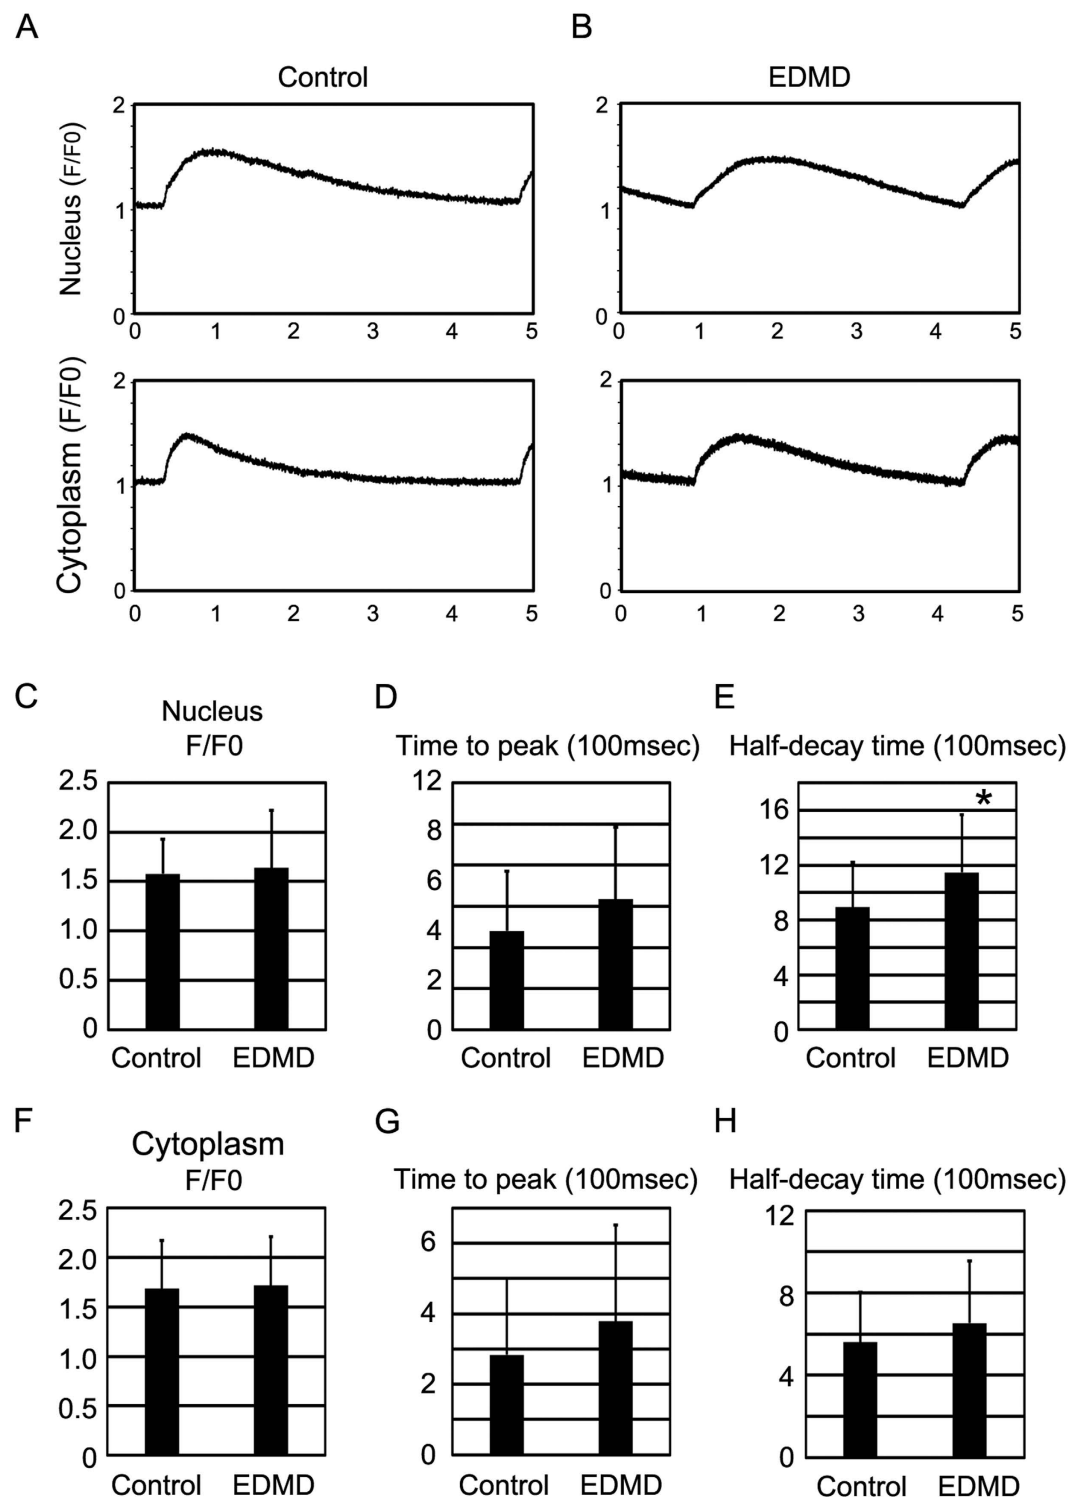 A
B
Control
EDMD
Nucleus (F/F0)
2
1
0
0 1 2 3 4 5
2
1
0
0 1 2 3 4 5
Cytoplasm (F/F0)
2
1
0
0 1 2 3 4 5
2
1
0
0 1 2 3 4 5
C
Nucleus
F/F0
2.5
2.0
1.5
1.0
0.5
0
Control EDMD
D
Time to peak (100msec)
12
8
6
4
2
0
Control EDMD
E
Half-decay time (100msec)
16
12
8
4
0
*
Control EDMD
F
Cytoplasm
F/F0
2.5
2.0
1.5
1.0
0.5
0
Control EDMD
G
Time to peak (100msec)
6
4
2
0
Control EDMD
H
Half-decay time (100msec)
12
8
4
0
Control EDMD